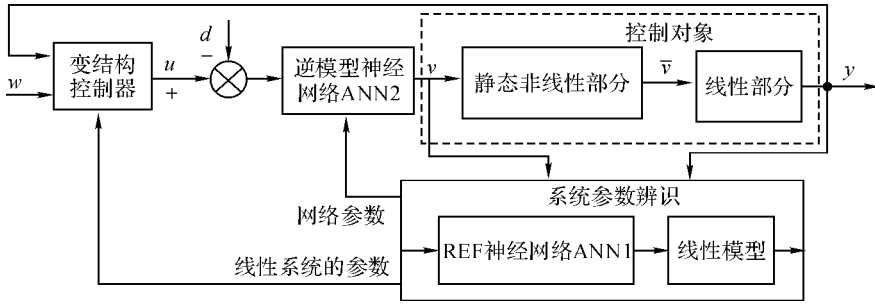 控制对象
w
变结构
控制器
u
+
d
−
逆模型神经
网络ANN2
v
静态非线性部分
v̅
线性部分
y
系统参数辨识
网络参数
REF神经网络ANN1
线性模型
线性系统的参数